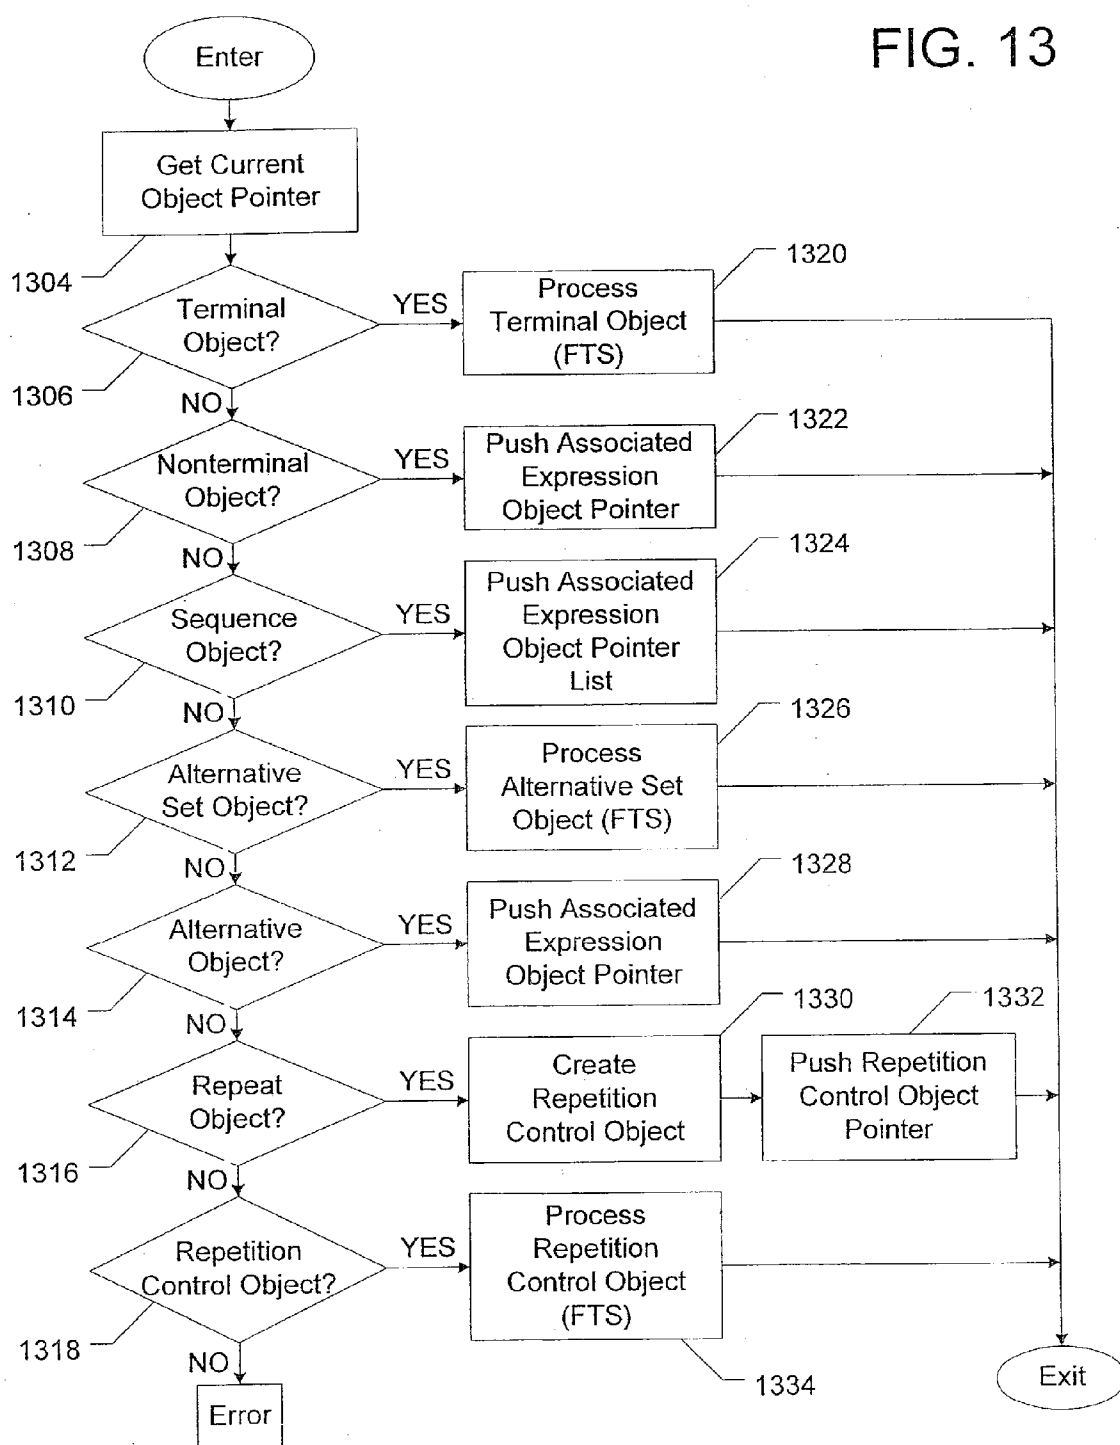 FIG. 13
Enter
Get Current
Object Pointer
1304
Terminal
Object?
1306
YES
Process
Terminal Object
(FTS)
1320
NO
Nonterminal
Object?
1308
YES
Push Associated
Expression
Object Pointer
1322
NO
Sequence
Object?
1310
YES
Push Associated
Expression
Object Pointer
List
1324
NO
Alternative
Set Object?
1312
YES
Process
Alternative Set
Object (FTS)
1326
NO
Alternative
Object?
1314
YES
Push Associated
Expression
Object Pointer
1328
NO
Repeat
Object?
1316
YES
Create
Repetition
Control Object
1330
Push Repetition
Control Object
Pointer
1332
NO
Repetition
Control Object?
1318
YES
Process
Repetition
Control Object
(FTS)
1334
NO
Error
Exit